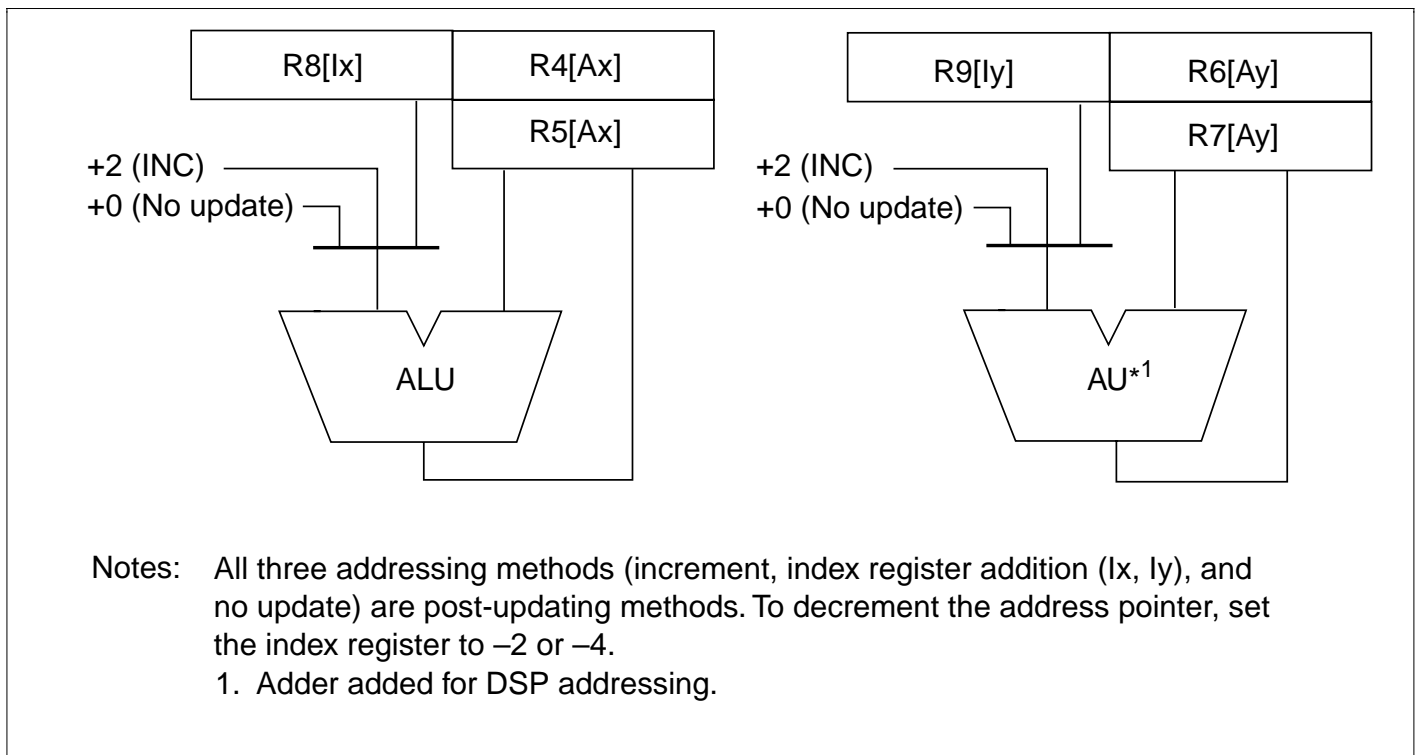 R8[Ix]
R4[Ax]
R5[Ax]
+2 (INC)
+0 (No update)
ALU
R9[Iy]
R6[Ay]
R7[Ay]
+2 (INC)
+0 (No update)
AU*1
Notes: All three addressing methods (increment, index register addition (Ix, Iy), and
no update) are post-updating methods. To decrement the address pointer, set
the index register to –2 or –4.
1. Adder added for DSP addressing.